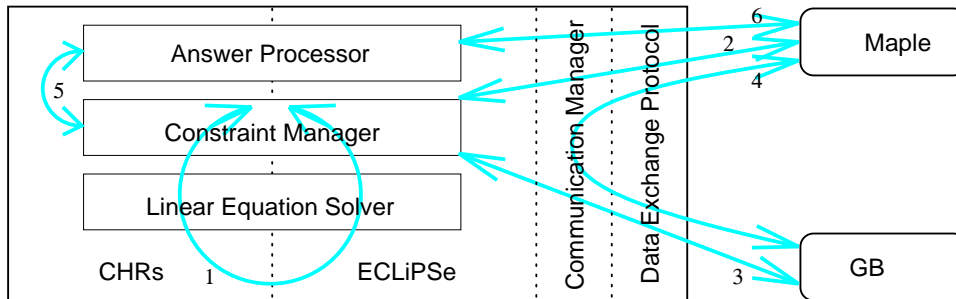 6
Answer Processor
Maple
2
4
5
Constraint Manager
Communication Manager
Data Exchange Protocol
Linear Equation Solver
CHRs
1
ECLiPSe
3
GB